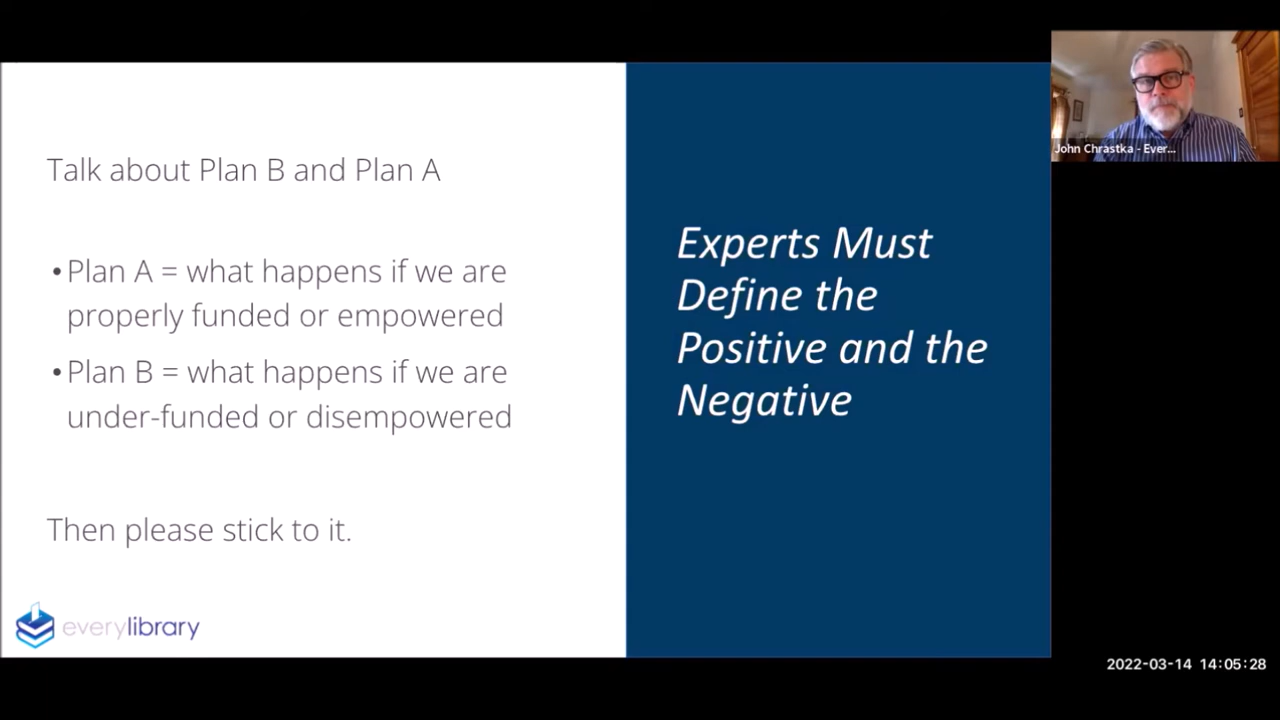 Talk about Plan B and Plan A
•Plan A = what happens if we are
properly funded or empowered
•Plan B = what happens if we are
under-funded or disempowered
Then please stick to it.
everylibrary
Experts Must
Define the
Positive and the
Negative
John Chrastka - Ever...
2022-03-14 14:05:28